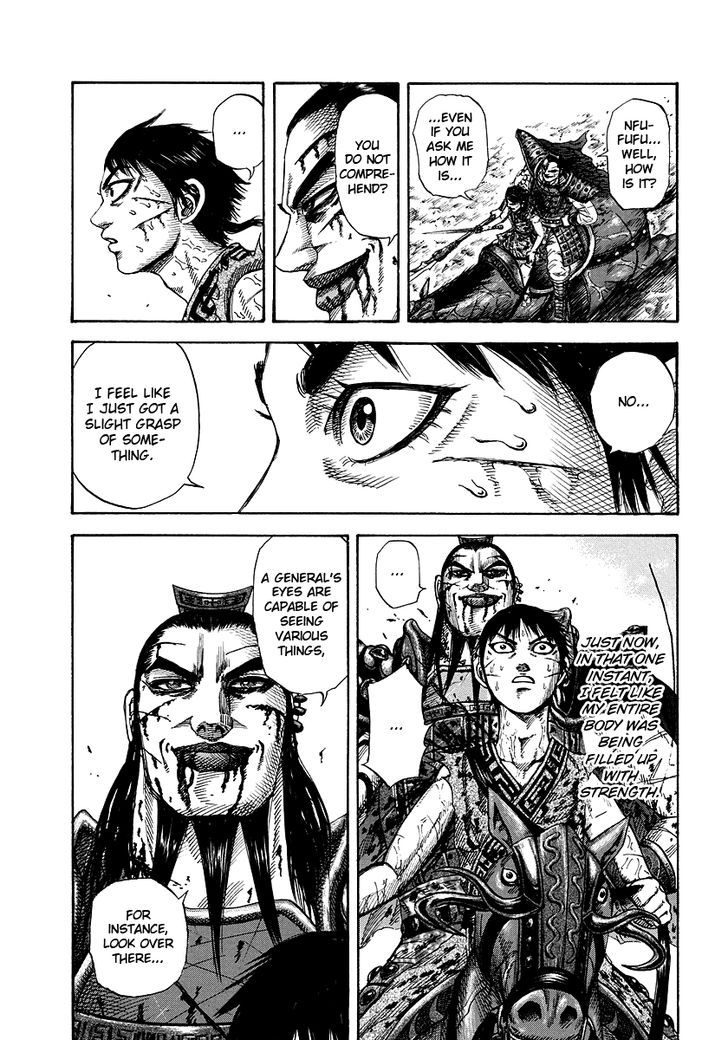 NFU-
FUFU...
WELL,
HOW
IS IT?
...EVEN
IF YOU
ASK ME
HOW IT
IS...
YOU
DO NOT
COMPRE-
HEND?
...
NO...
I FEEL LIKE
I JUST GOT A
SLIGHT GRASP
OF SOME-
THING.
...
JUST NOW,
IN THAT ONE
INSTANT,
I FELT LIKE
MY ENTIRE
BODY WAS
BEING
FILLED UP
WITH
STRENGTH.
...
A GENERAL'S
EYES ARE
CAPABLE OF
SEEING
VARIOUS
THINGS,
FOR
INSTANCE,
LOOK OVER
THERE...